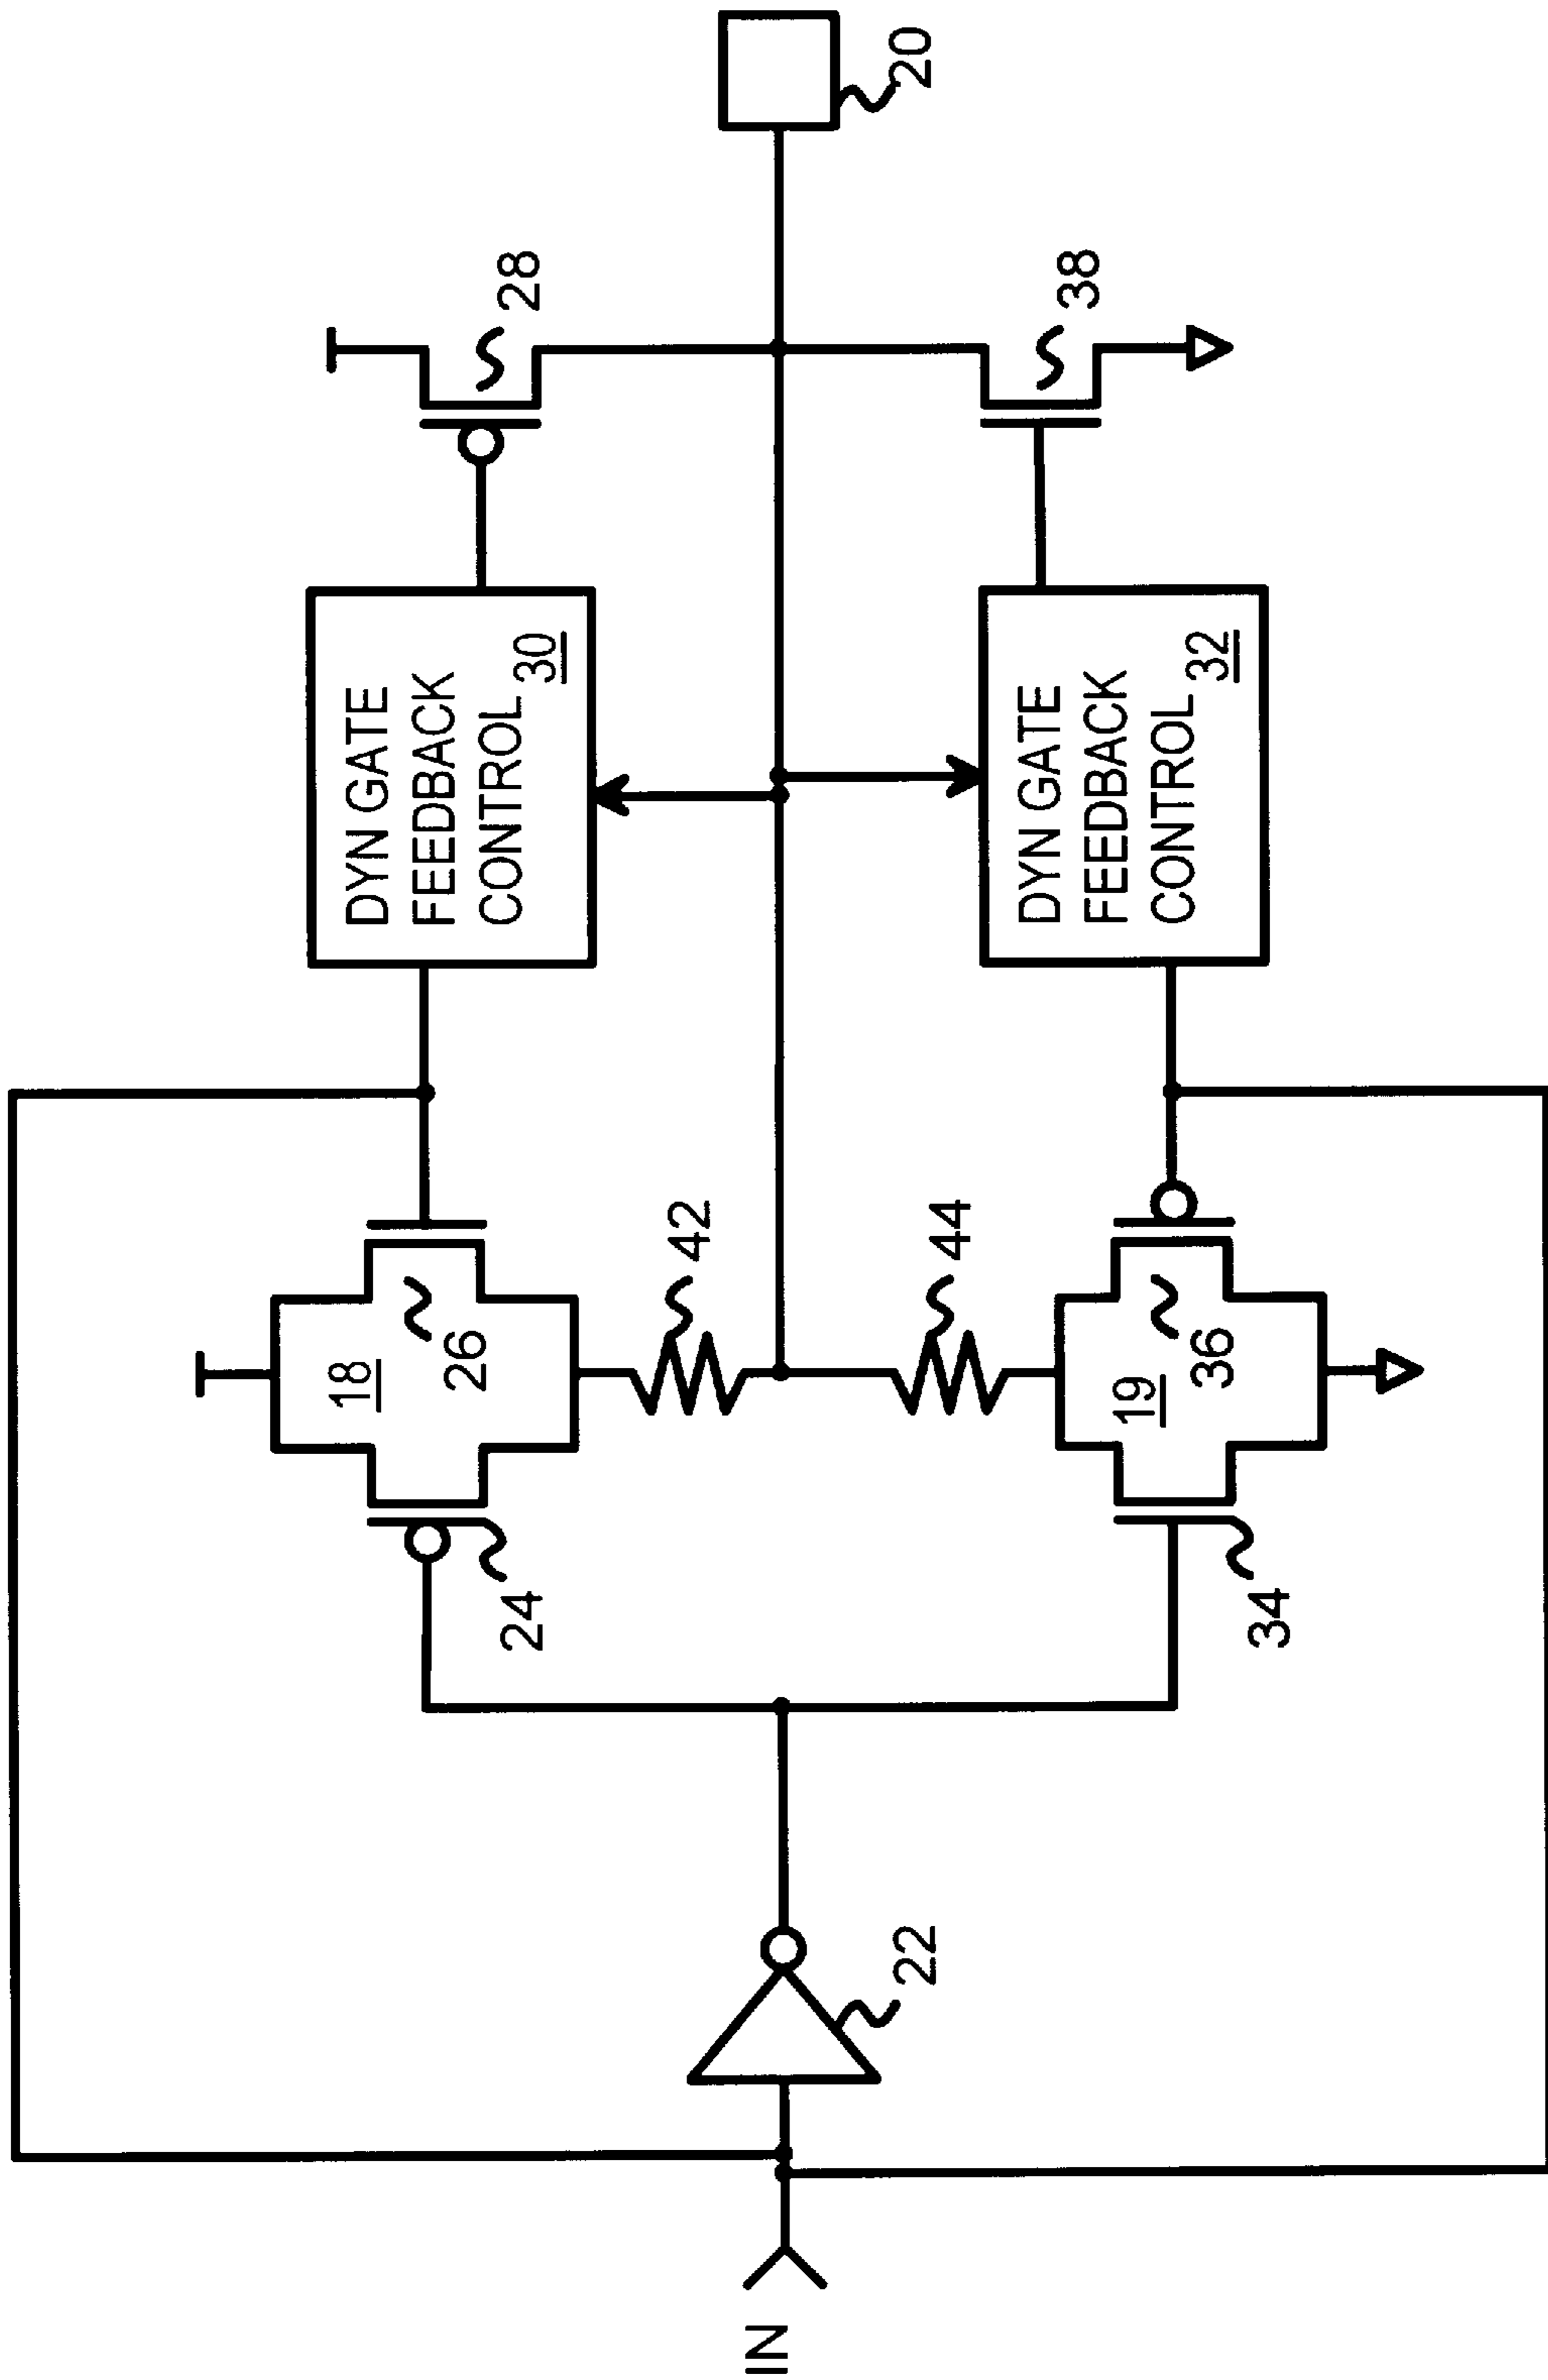 IN
22
24
18
26
42
44
34
19
36
DYN GATE
FEEDBACK
CONTROL 30
DYN GATE
FEEDBACK
CONTROL 32
28
38
20